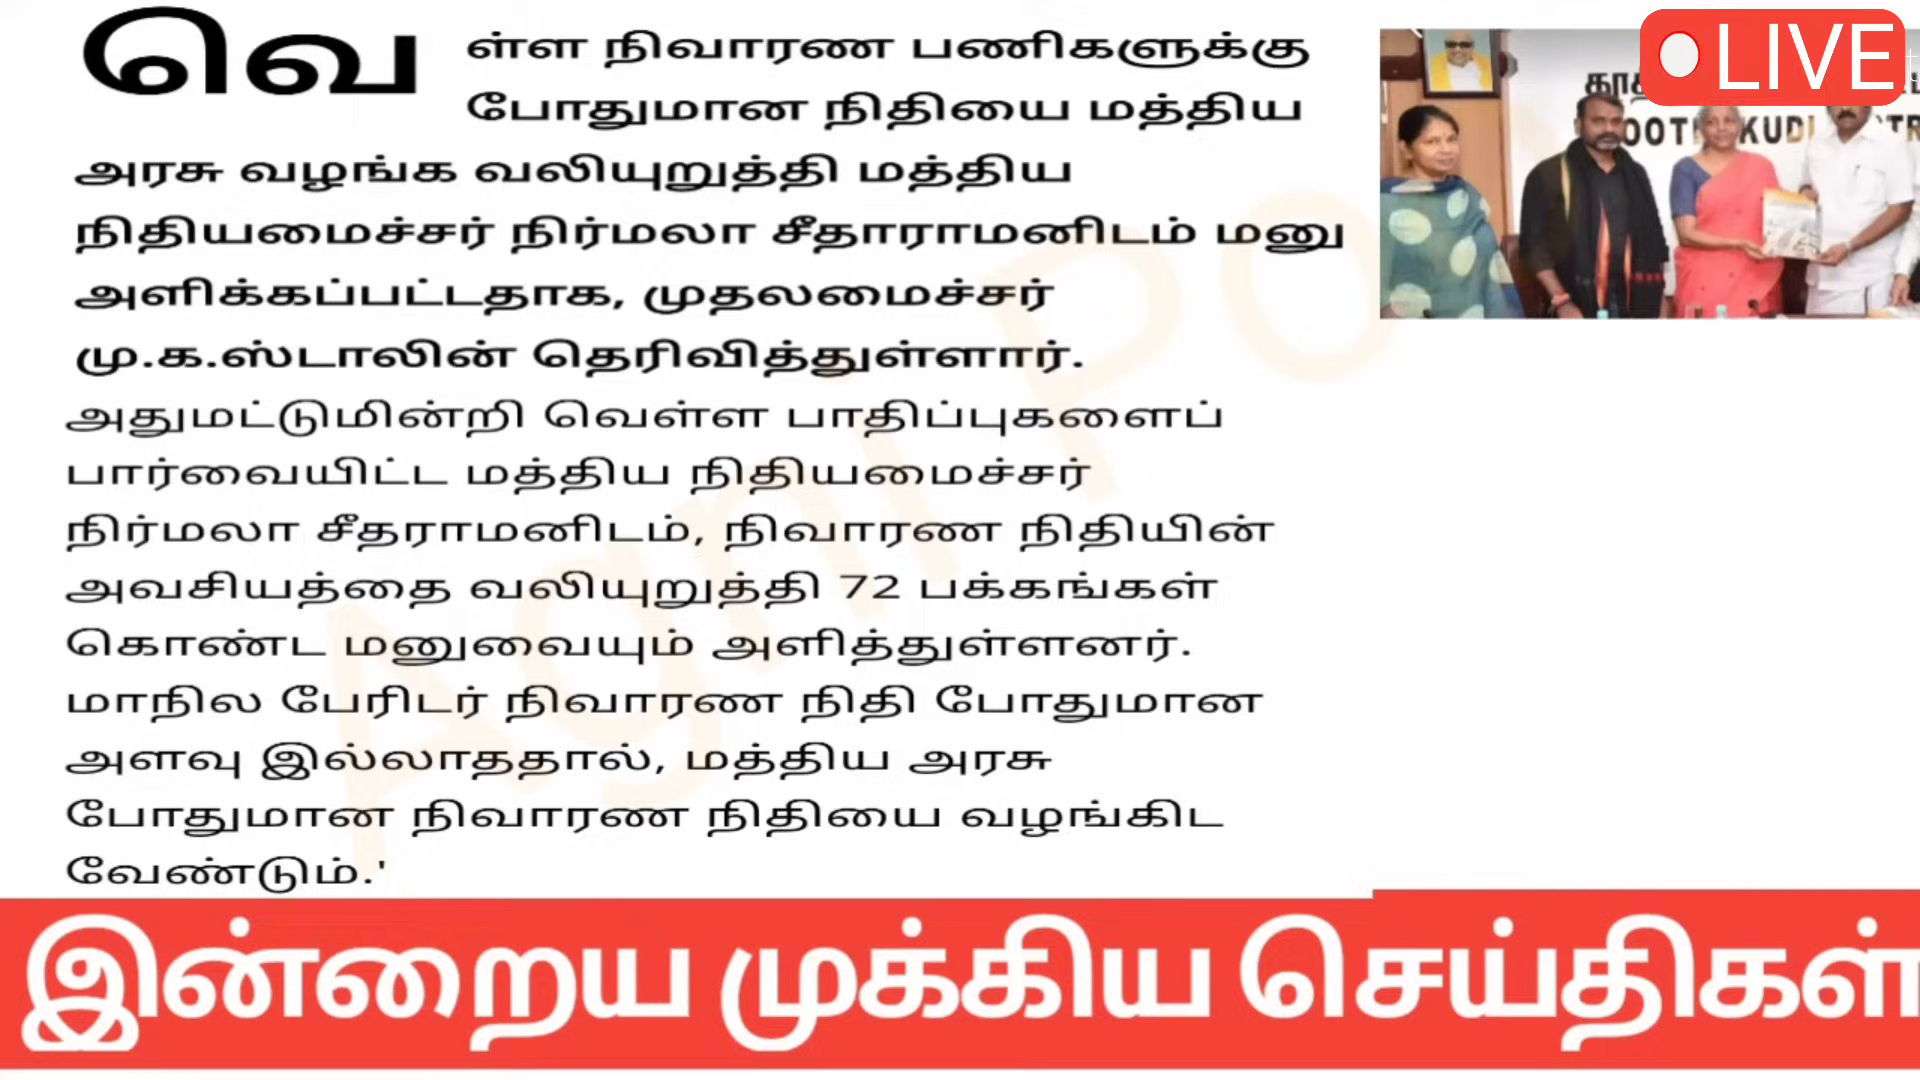 வெள்ள நிவாரண பணிகளுக்கு
போதுமான நிதியை மத்திய
அரசு வழங்க வலியுறுத்தி மத்திய
நிதியமைச்சர் நிர்மலா சீதாராமனிடம் மனு
அளிக்கப்பட்டதாக, முதலமைச்சர்
மு.க.ஸ்டாலின் தெரிவித்துள்ளார்.
அதுமட்டுமின்றி வெள்ள பாதிப்புகளைப்
பார்வையிட்ட மத்திய நிதியமைச்சர்
நிர்மலா சீதராமனிடம், நிவாரண நிதியின்
அவசியத்தை வலியுறுத்தி 72 பக்கங்கள்
கொண்ட மனுவையும் அளித்துள்ளனர்.
மாநில பேரிடர் நிவாரண நிதி போதுமான
அளவு இல்லாததால், மத்திய அரசு
போதுமான நிவாரண நிதியை வழங்கிட
வேண்டும்.'
LIVE
இன்றைய முக்கிய செய்திகள்